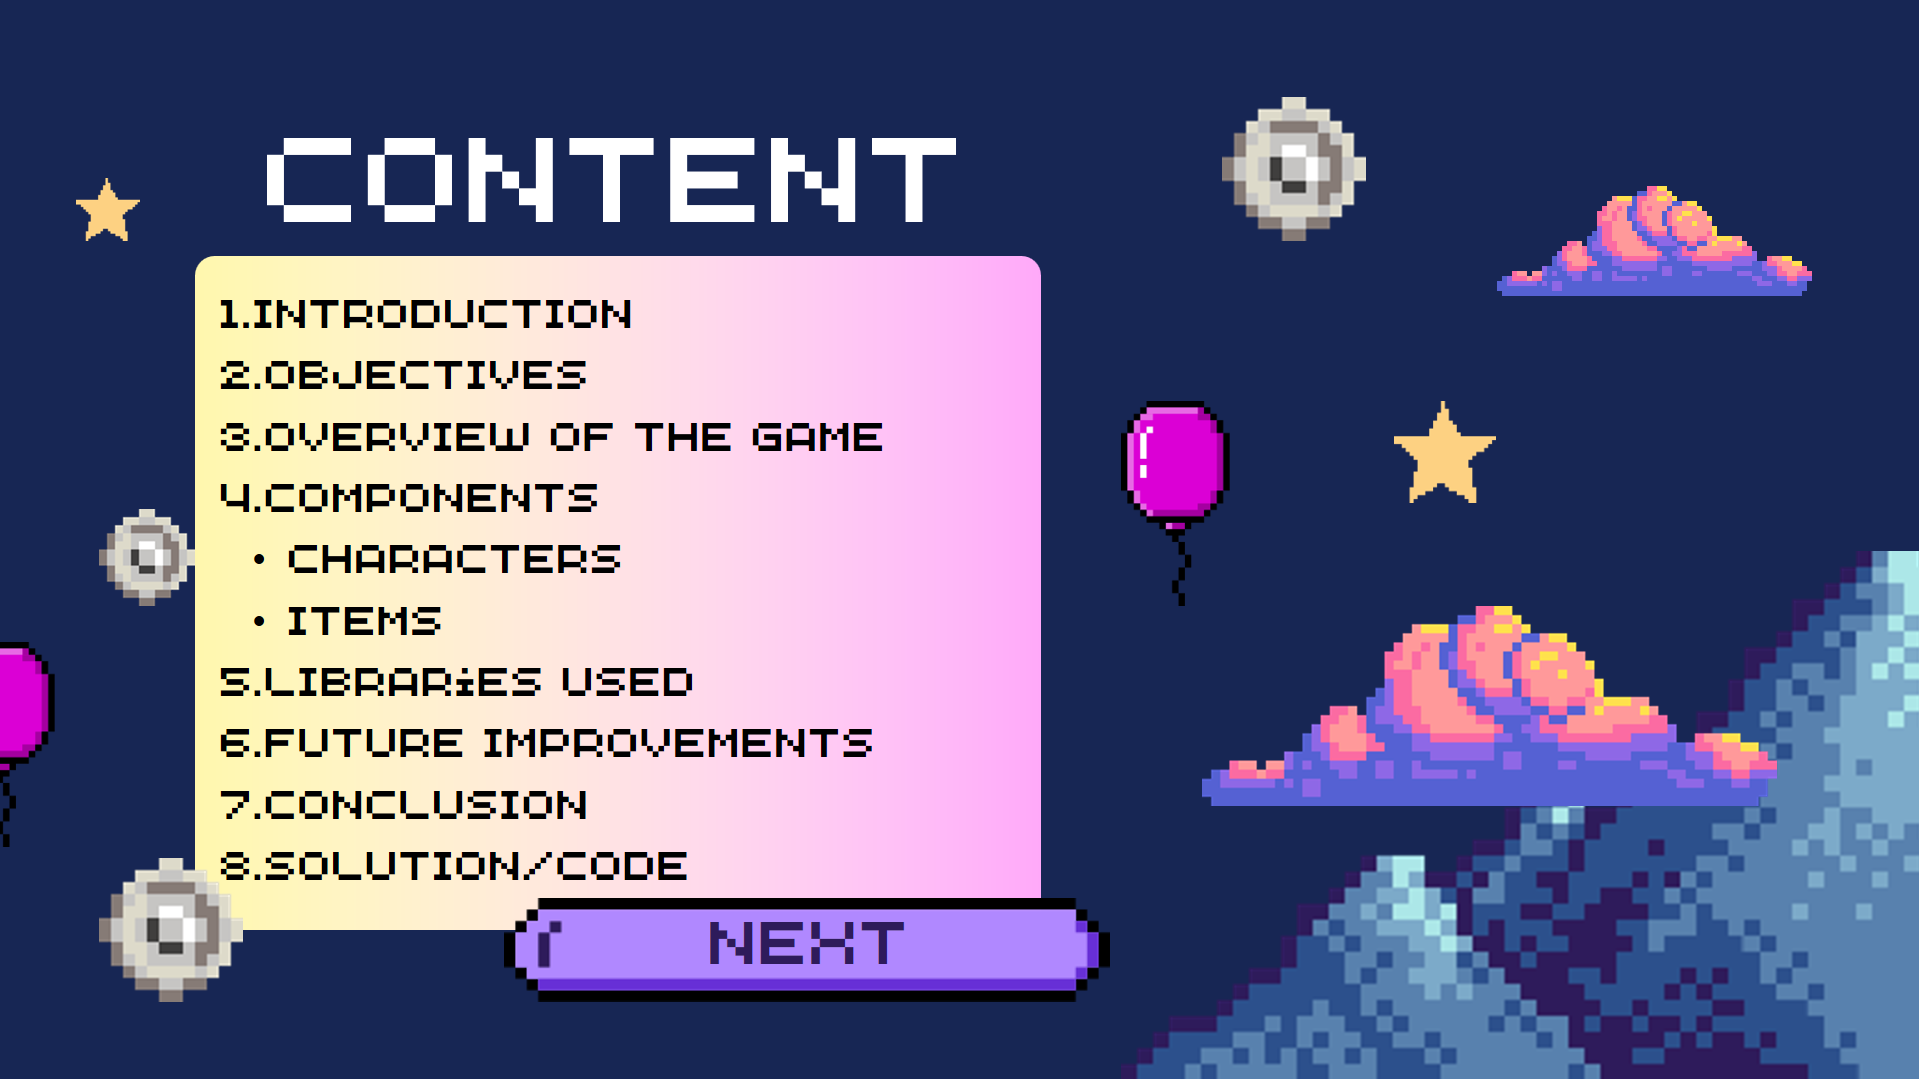 CONTENT
1.INTRODUCTION
2.OBJECTIVES
3.OVERVIEW OF THE GAME
4.COMPONENTS
• CHARACTERS
• ITEMS
5.LIBRARiES USED
6.FUTURE IMPROVEMENTS
7.CONCLUSION
8.SOLUTION/CODE
NEXT